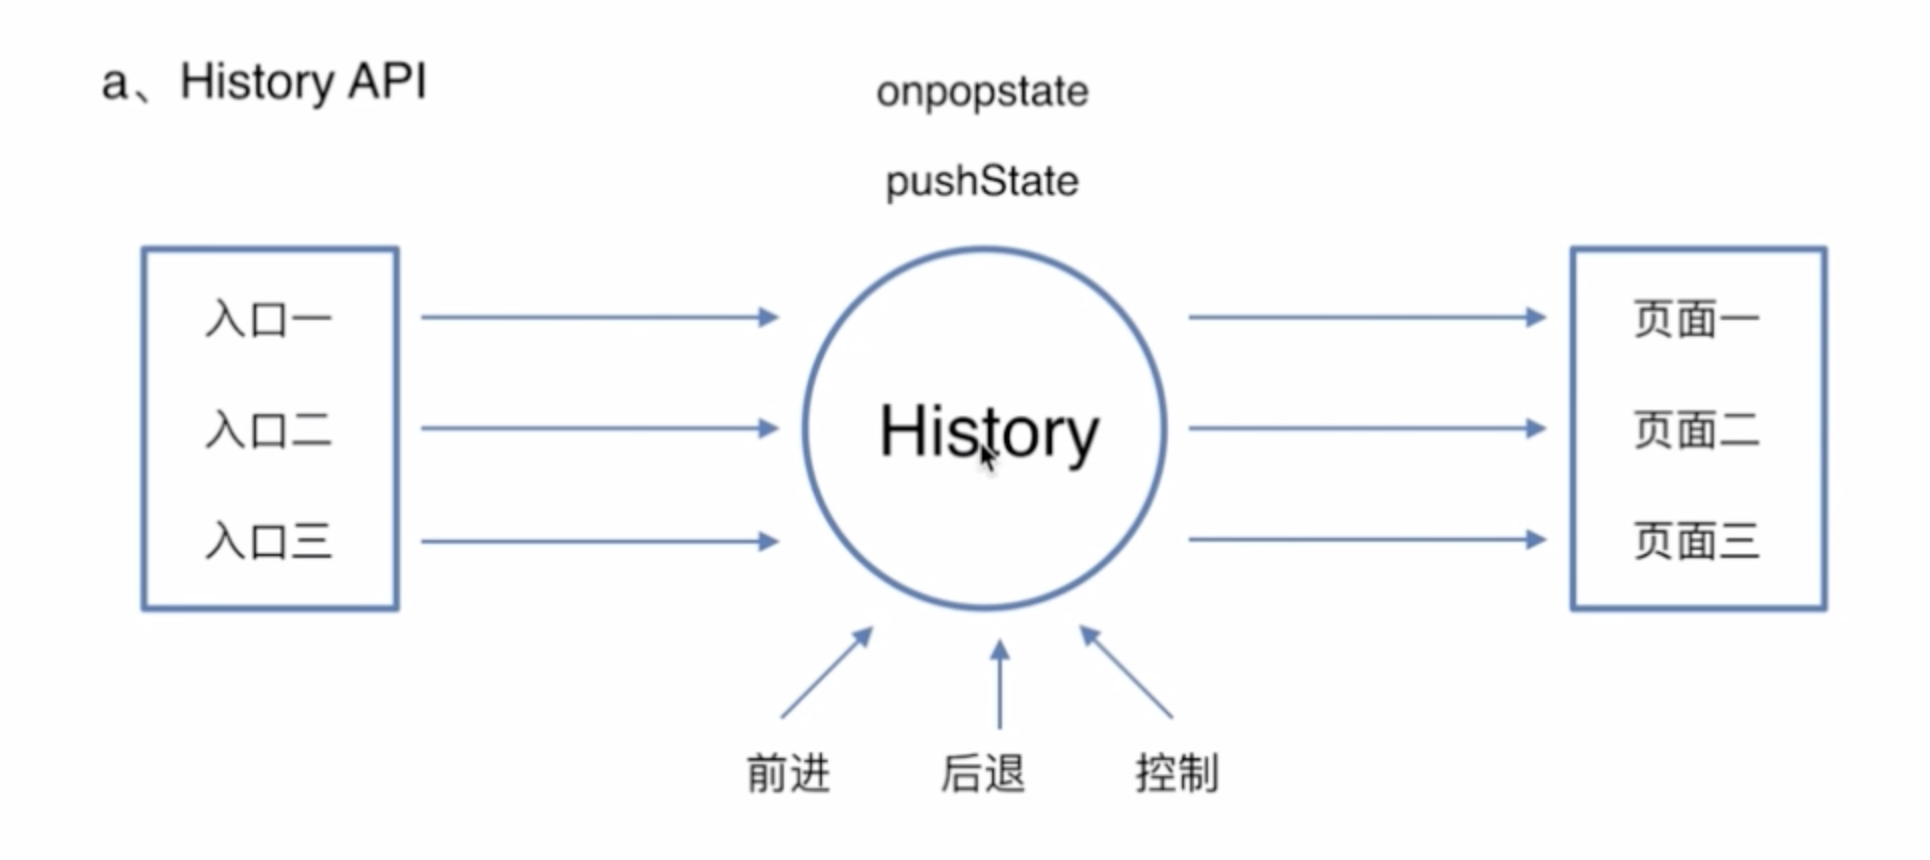 a、History API
onpopstate
pushState
入口一
入口二
入口三
History
页面一
页面二
页面三
前进
后退
控制